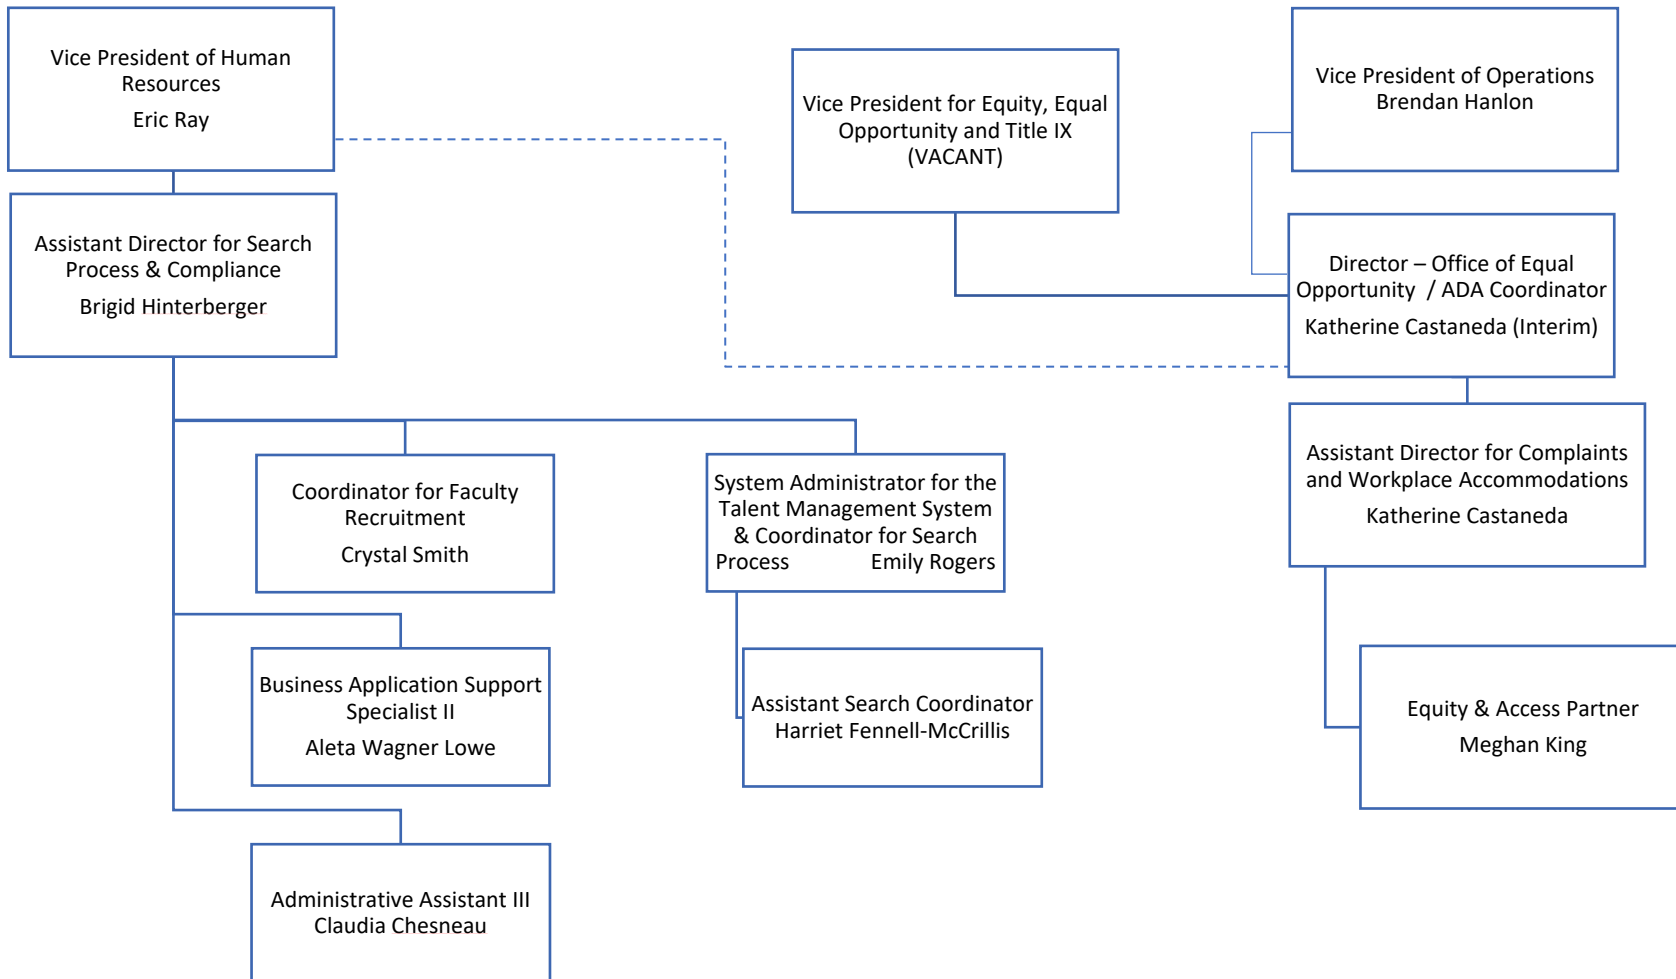 Vice President of Human
Resources
Eric Ray
Vice President for Equity, Equal
Opportunity and Title IX
(VACANT)
Vice President of Operations
Brendan Hanlon
Assistant Director for Search
Process & Compliance
Brigid Hinterberger
Director – Office of Equal
Opportunity / ADA Coordinator
Katherine Castaneda (Interim)
Coordinator for Faculty
Recruitment
Crystal Smith
System Administrator for the
Talent Management System
& Coordinator for Search
Process Emily Rogers
Assistant Director for Complaints
and Workplace Accommodations
Katherine Castaneda
Business Application Support
Specialist II
Aleta Wagner Lowe
Assistant Search Coordinator
Harriet Fennell-McCrillis
Equity & Access Partner
Meghan King
Administrative Assistant III
Claudia Chesneau